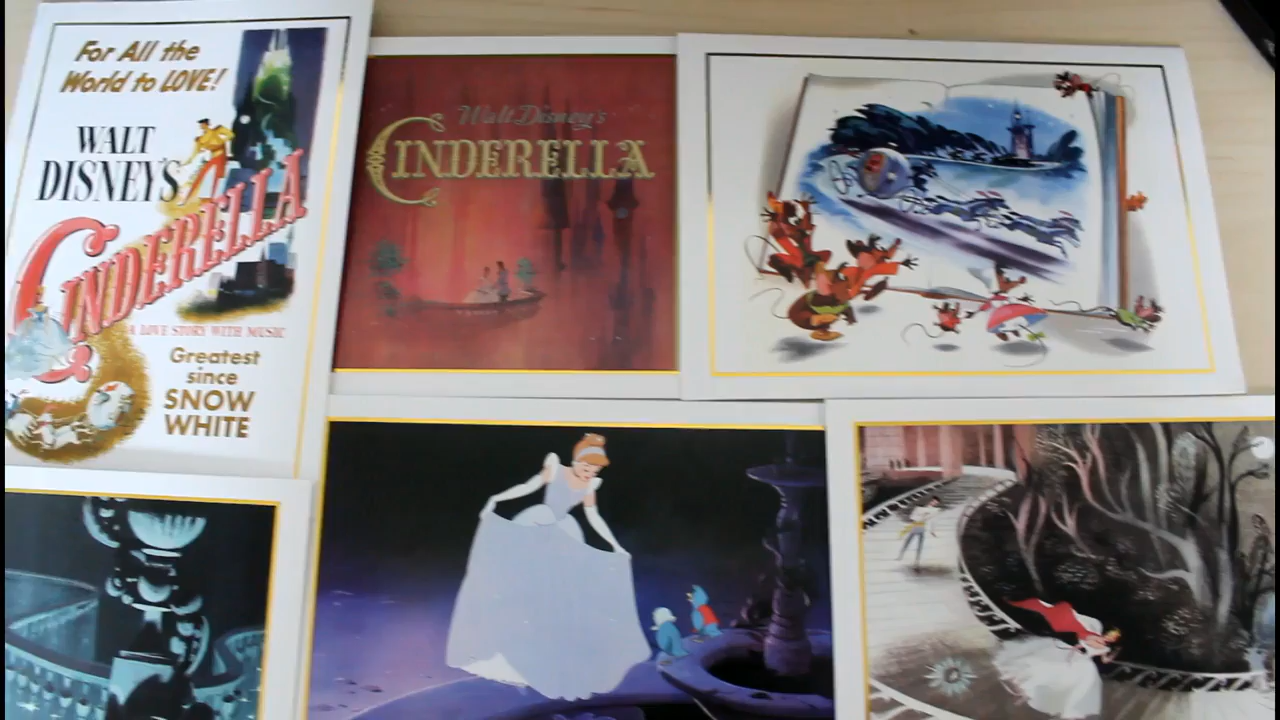 For All the
World to LOVE!
WALT
DISNEY'S
CINDERELLA
A LOVE STORY WITH MUSIC
Greatest
since
SNOW
WHITE
Walt Disney's
CINDERELLA